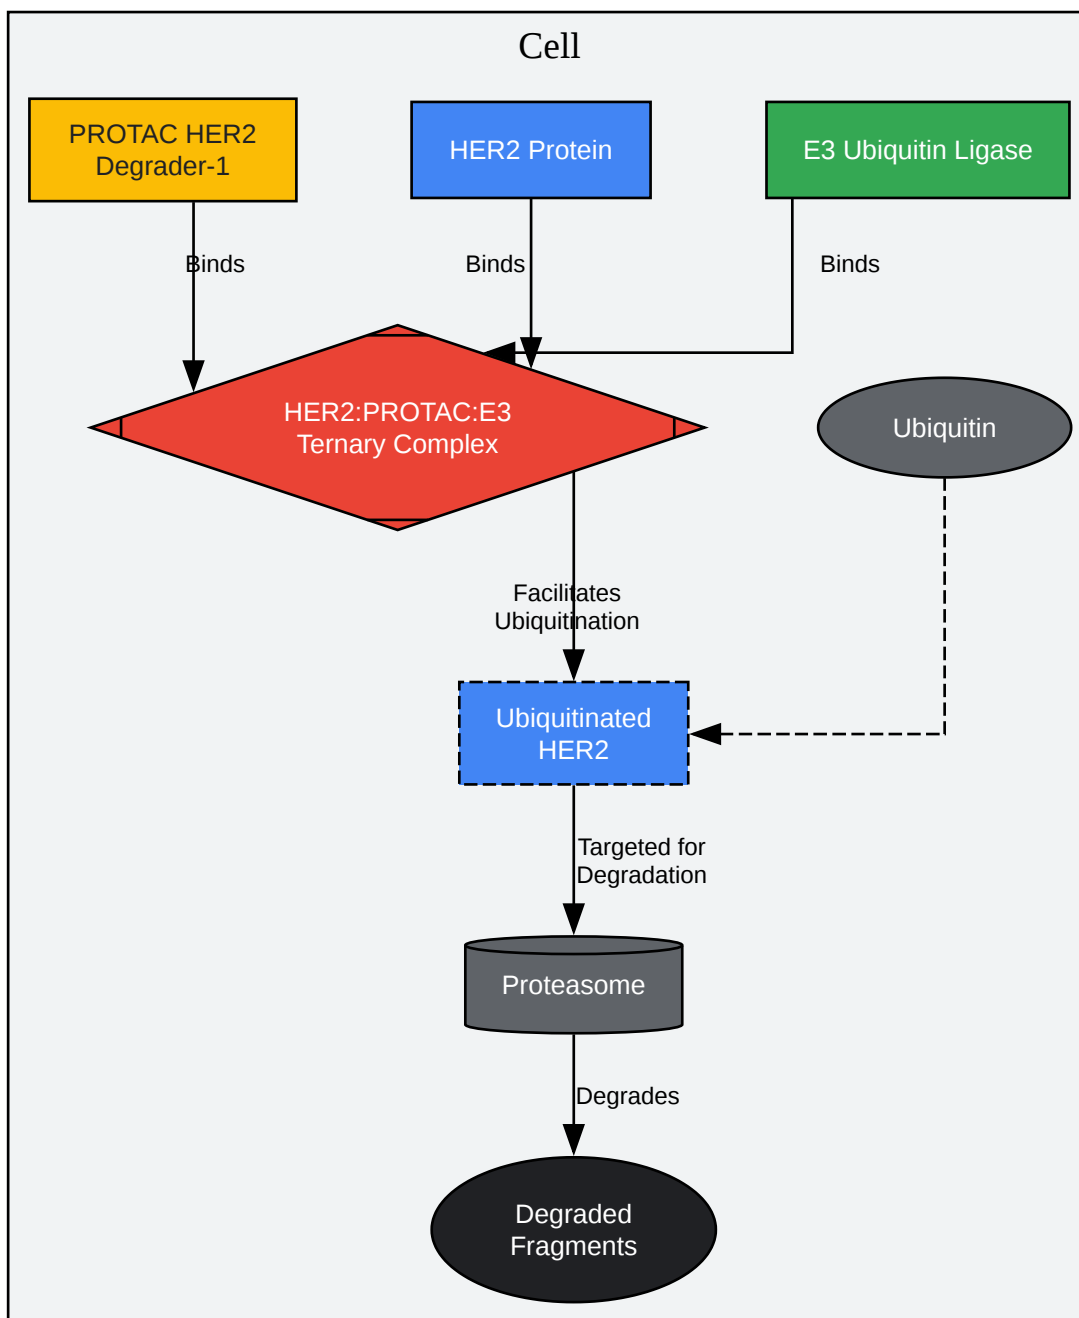 Cell
PROTAC HER2
Degrader-1
HER2 Protein
E3 Ubiquitin Ligase
Binds
Binds
Binds
HER2:PROTAC:E3
Ternary Complex
Ubiquitin
Facilitates
Ubiquitination
Ubiquitinated
HER2
Targeted for
Degradation
Proteasome
Degrades
Degraded
Fragments